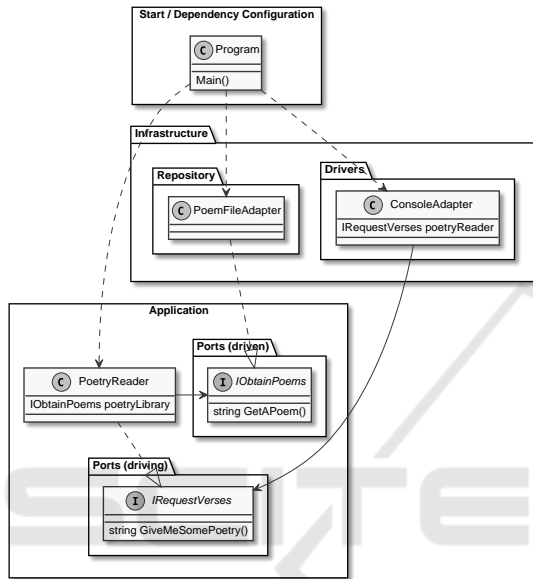 Start / Dependency Configuration
C Program
Main()
Infrastructure
Repository
C PoemFileAdapter
Drivers
C ConsoleAdapter
IRequestVerses poetryReader
Application
C PoetryReader
IObtainPoems poetryLibrary
Ports (driven)
I IObtainPoems
string GetAPoem()
Ports (driving)
I IRequestVerses
string GiveMeSomePoetry()